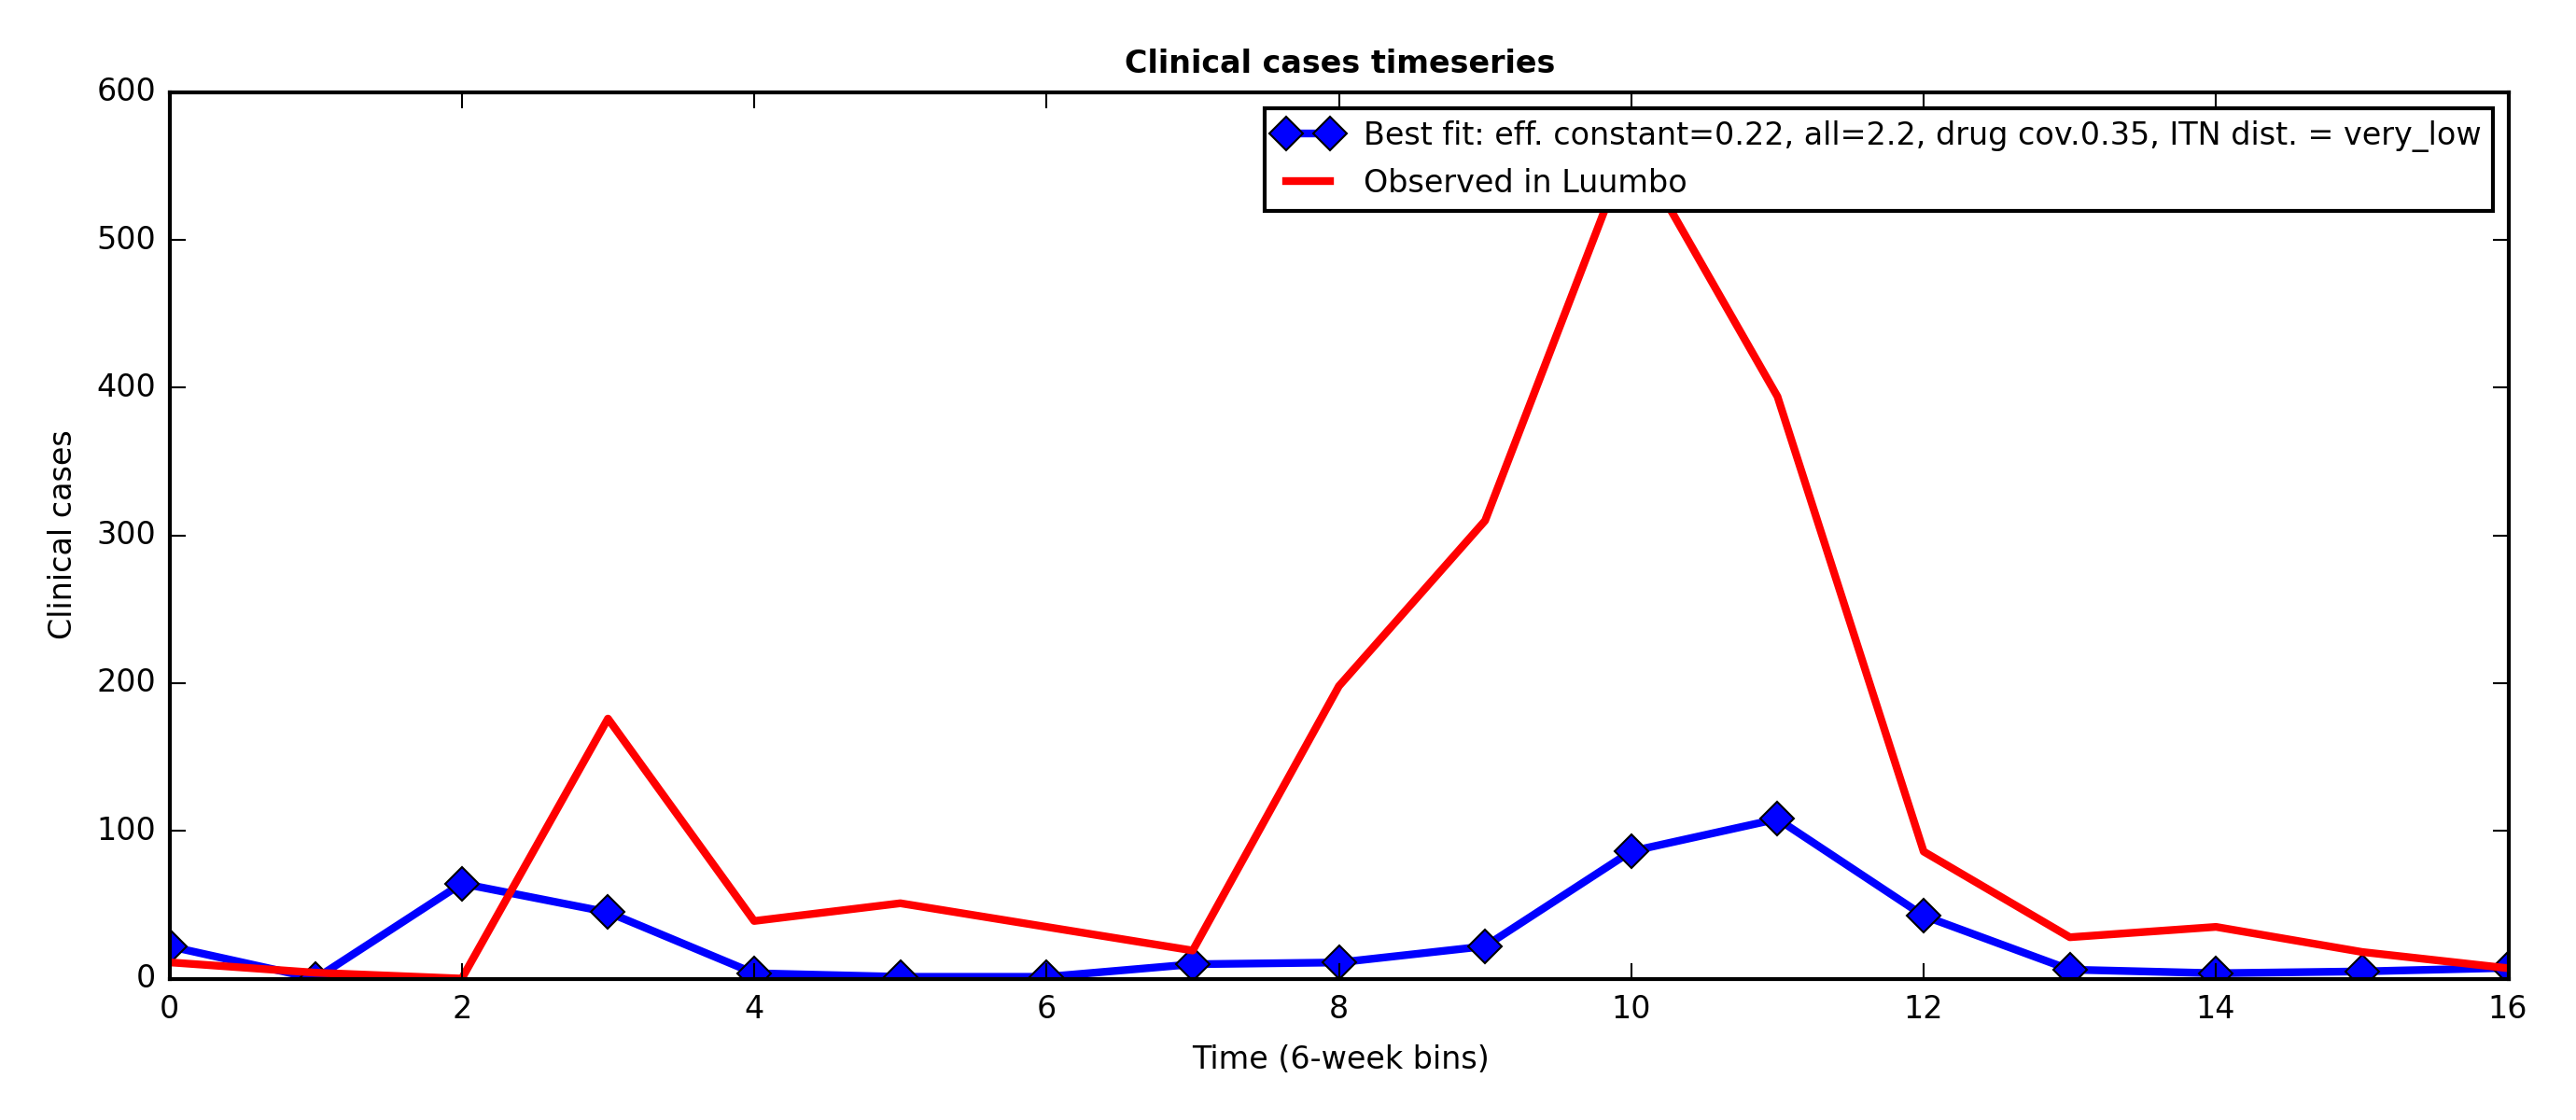 Clinical cases timeseries
600
500
400
300
200
100
0
Clinical cases
Best fit: eff. constant=0.22, all=2.2, drug cov.0.35, ITN dist. = very_low
Observed in Luumbo
0 2 4 6 8 10 12 14 16
Time (6-week bins)